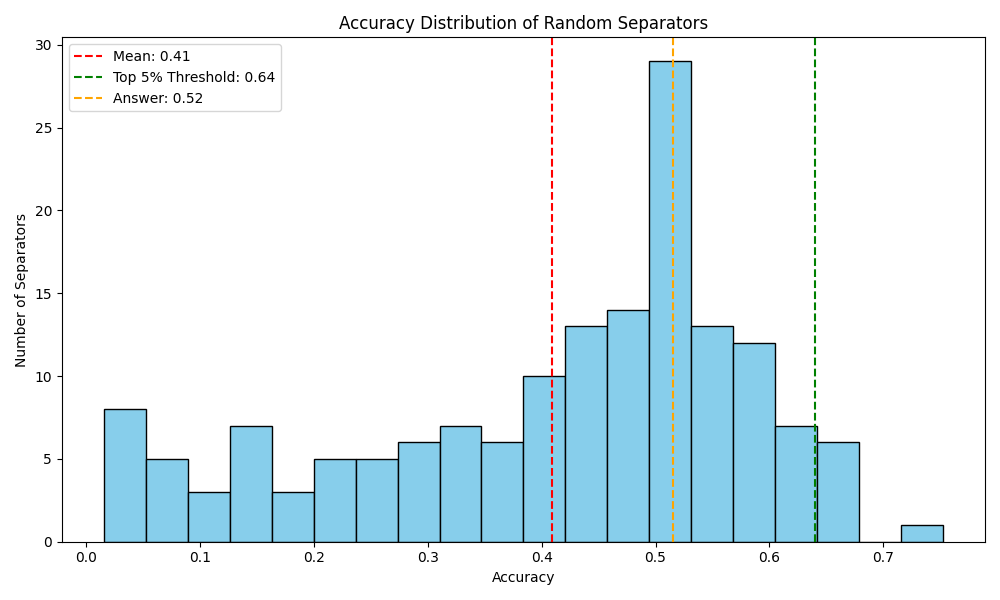 Accuracy Distribution of Random Separators
Mean: 0.41
Top 5% Threshold: 0.64
Answer: 0.52
Number of Separators
30
25
20
15
10
5
0
0.0 0.1 0.2 0.3 0.4 0.5 0.6 0.7
Accuracy